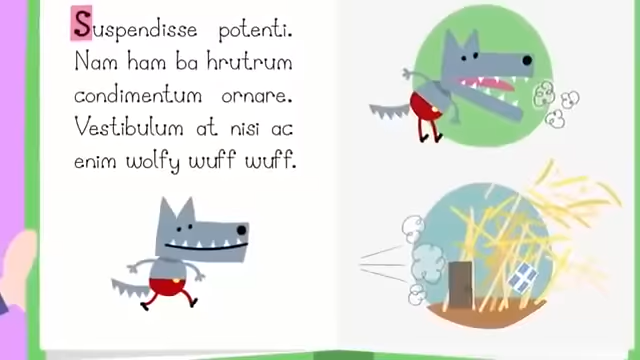 Suspendisse potenti.
Nam ham ba hrutrum
condimentum ornare.
Vestibulum at nisi ac
enim wolfy wuff wuff.